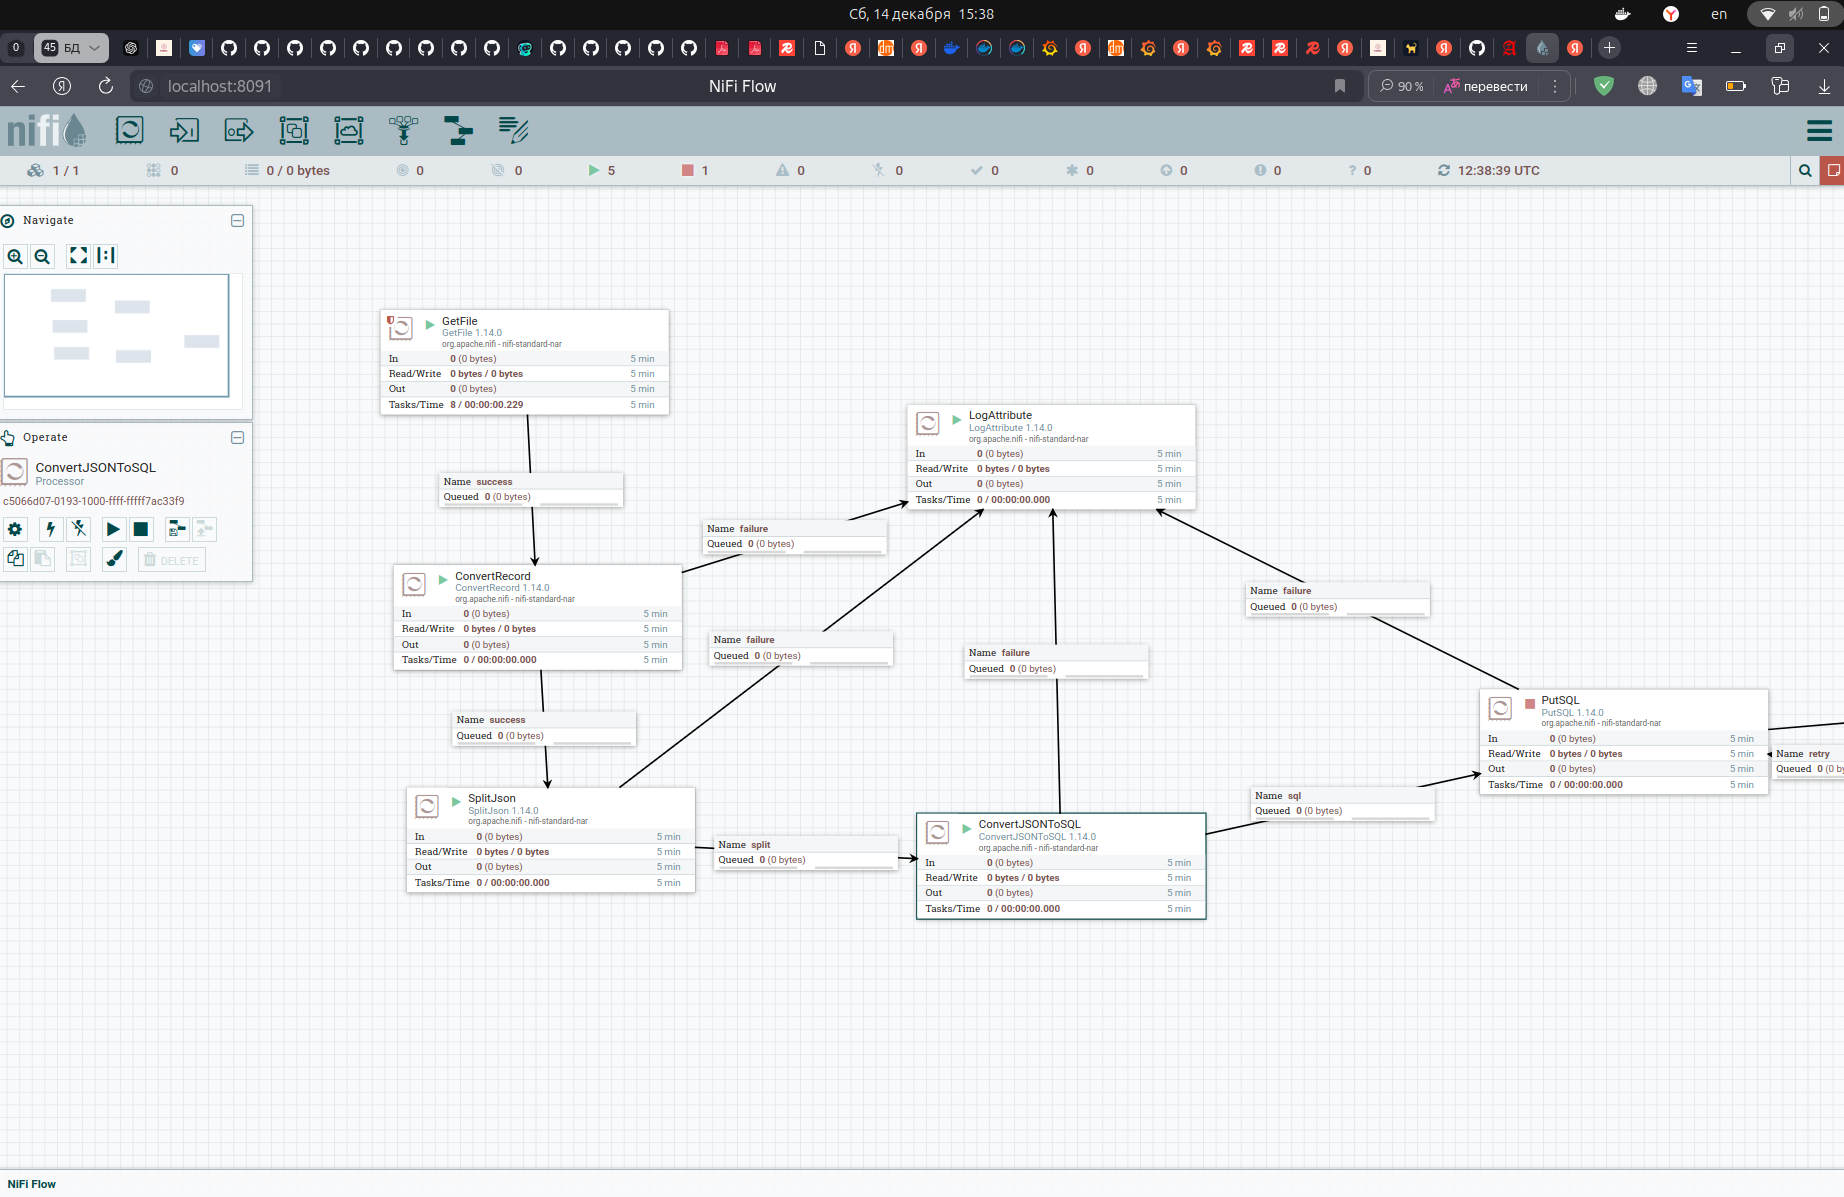 Сб, 14 декабря 15:38
en
0
45 БД
localhost:8091
NiFi Flow
90 %
перевести
nifi
1 / 1
0
0 / 0 bytes
0
0
5
1
0
0
0
0
0
0
? 0
12:38:39 UTC
Navigate
Operate
ConvertJSONToSQL
Processor
c5066d07-0193-1000-ffff-fffff7ac33f9
DELETE
GetFile
GetFile 1.14.0
org.apache.nifi - nifi-standard-nar
In 0 (0 bytes) 5 min
Read/Write 0 bytes / 0 bytes 5 min
Out 0 (0 bytes) 5 min
Tasks/Time 8 / 00:00:00.229 5 min
Name success
Queued 0 (0 bytes)
LogAttribute
LogAttribute 1.14.0
org.apache.nifi - nifi-standard-nar
In 0 (0 bytes) 5 min
Read/Write 0 bytes / 0 bytes 5 min
Out 0 (0 bytes) 5 min
Tasks/Time 0 / 00:00:00.000 5 min
Name failure
Queued 0 (0 bytes)
ConvertRecord
ConvertRecord 1.14.0
org.apache.nifi - nifi-standard-nar
In 0 (0 bytes) 5 min
Read/Write 0 bytes / 0 bytes 5 min
Out 0 (0 bytes) 5 min
Tasks/Time 0 / 00:00:00.000 5 min
Name failure
Queued 0 (0 bytes)
Name failure
Queued 0 (0 bytes)
Name failure
Queued 0 (0 bytes)
Name success
Queued 0 (0 bytes)
PutSQL
PutSQL 1.14.0
org.apache.nifi - nifi-standard-nar
In 0 (0 bytes) 5 min
Read/Write 0 bytes / 0 bytes 5 min
Out 0 (0 bytes) 5 min
Tasks/Time 0 / 00:00:00.000 5 min
Name retry
Queued 0 (0 by
SplitJson
SplitJson 1.14.0
org.apache.nifi - nifi-standard-nar
In 0 (0 bytes) 5 min
Read/Write 0 bytes / 0 bytes 5 min
Out 0 (0 bytes) 5 min
Tasks/Time 0 / 00:00:00.000 5 min
Name split
Queued 0 (0 bytes)
ConvertJSONToSQL
ConvertJSONToSQL 1.14.0
org.apache.nifi - nifi-standard-nar
In 0 (0 bytes) 5 min
Read/Write 0 bytes / 0 bytes 5 min
Out 0 (0 bytes) 5 min
Tasks/Time 0 / 00:00:00.000 5 min
Name sql
Queued 0 (0 bytes)
NiFi Flow